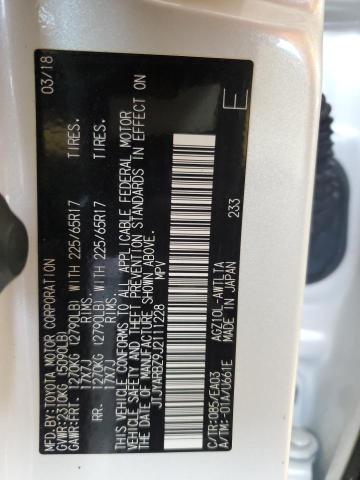 MFD.BY:TOYOTA MOTOR CORPORATION 03/18
GVWR:2310KG (5090LB)
GAWR:FRT. 1270KG (2790LB) WITH 225/65R17 TIRES.
17X7J RIMS.
RR. 1270KG (2790LB) WITH 225/65R17 TIRES.
17X7J RIMS.
THIS VEHICLE CONFORMS TO ALL APPLICABLE FEDERAL MOTOR
VEHICLE SAFETY AND THEFT PREVENTION STANDARDS IN EFFECT ON
THE DATE OF MANUFACTURE SHOWN ABOVE.
JTJYARBZ9J2111228 MPV
C/TR:085/EA03 AGZ10L-AWTLTA
A/TM:-01A/U661E MADE IN JAPAN 233 E